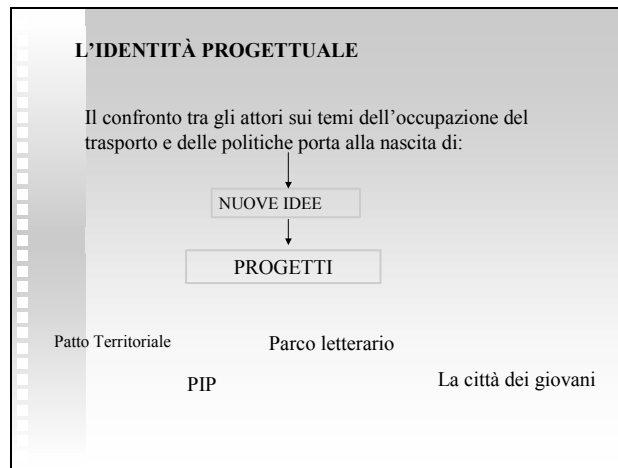 L’IDENTITÀ PROGETTUALE
Il confronto tra gli attori sui temi dell’occupazione del
trasporto e delle politiche porta alla nascita di:
NUOVE IDEE
PROGETTI
Patto Territoriale
Parco letterario
PIP
La città dei giovani